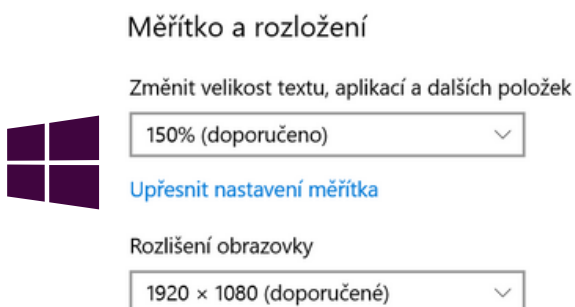 Měřítko a rozložení
Změnit velikost textu, aplikací a dalších položek
150% (doporučeno)
Upřesnit nastavení měřítka
Rozlišení obrazovky
1920 × 1080 (doporučené)